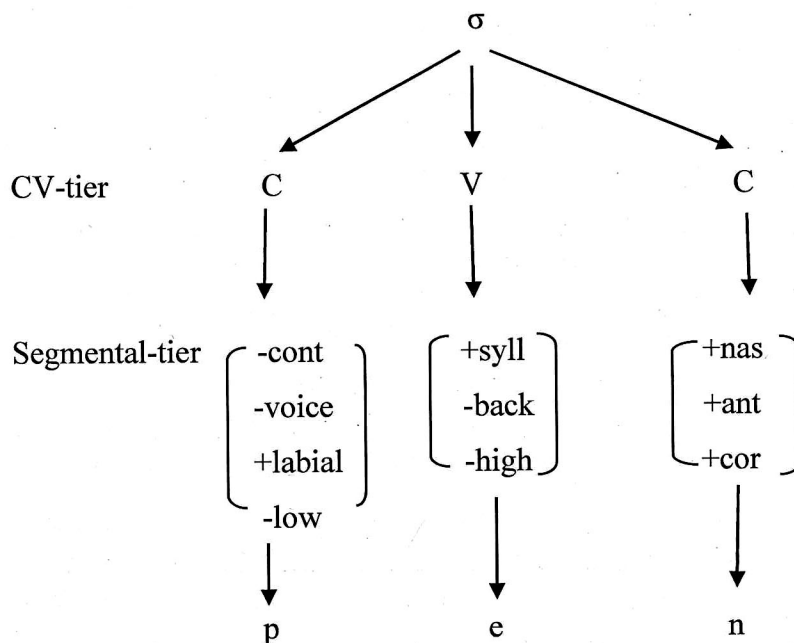 σ
CV-tier C V C
Segmental-tier -cont +syll +nas
-voice -back +ant
+labial -high +cor
-low
p e n